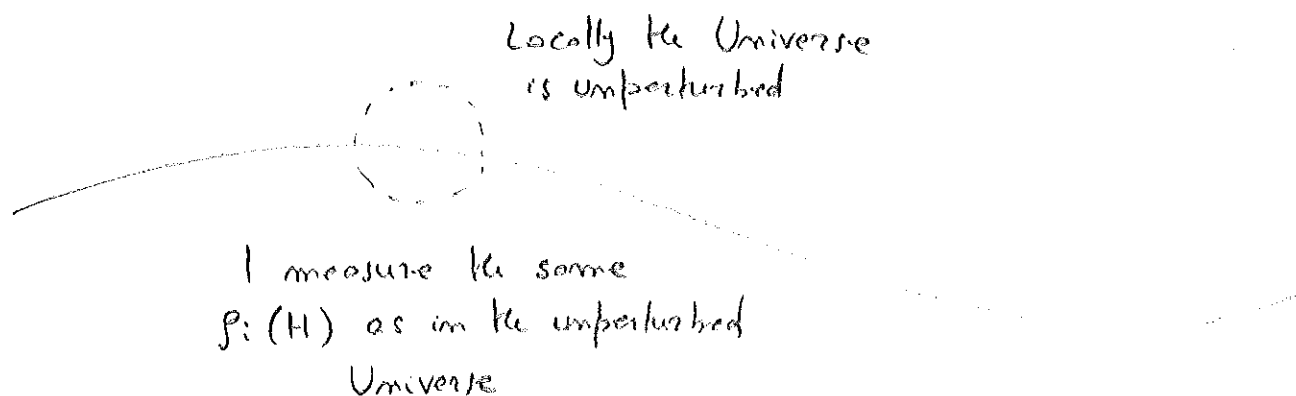 Locally the Universe
is unperturbed
I measure the same
ρi (H) as in the unperturbed
Universe